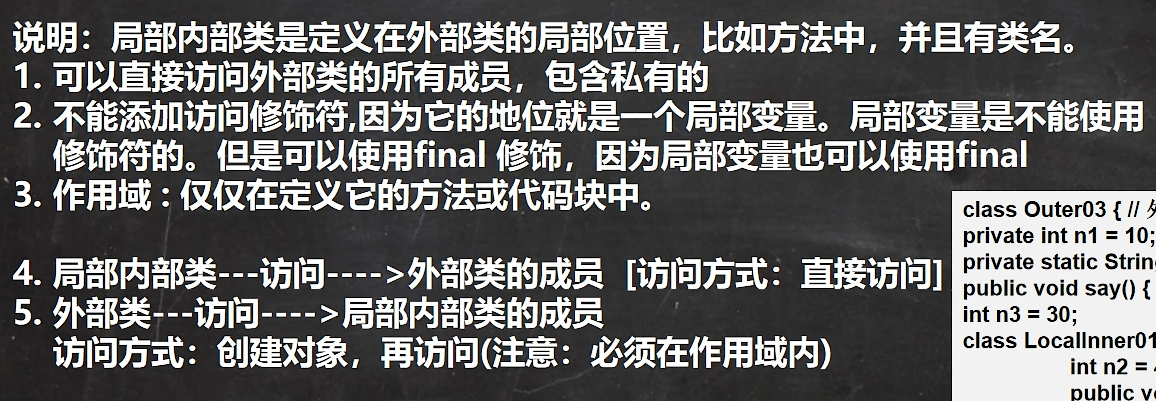 说明：局部内部类是定义在外部类的局部位置，比如方法中，并且有类名。
1. 可以直接访问外部类的所有成员，包含私有的
2. 不能添加访问修饰符,因为它的地位就是一个局部变量。局部变量是不能使用
修饰符的。但是可以使用final 修饰，因为局部变量也可以使用final
3. 作用域 : 仅仅在定义它的方法或代码块中。
4. 局部内部类---访问---->外部类的成员 [访问方式：直接访问]
5. 外部类---访问---->局部内部类的成员
访问方式：创建对象，再访问(注意：必须在作用域内)
class Outer03 { //
private int n1 = 10;
private static
public void say() {
int n3 = 30;
class LocalInner01
int n2 =
public